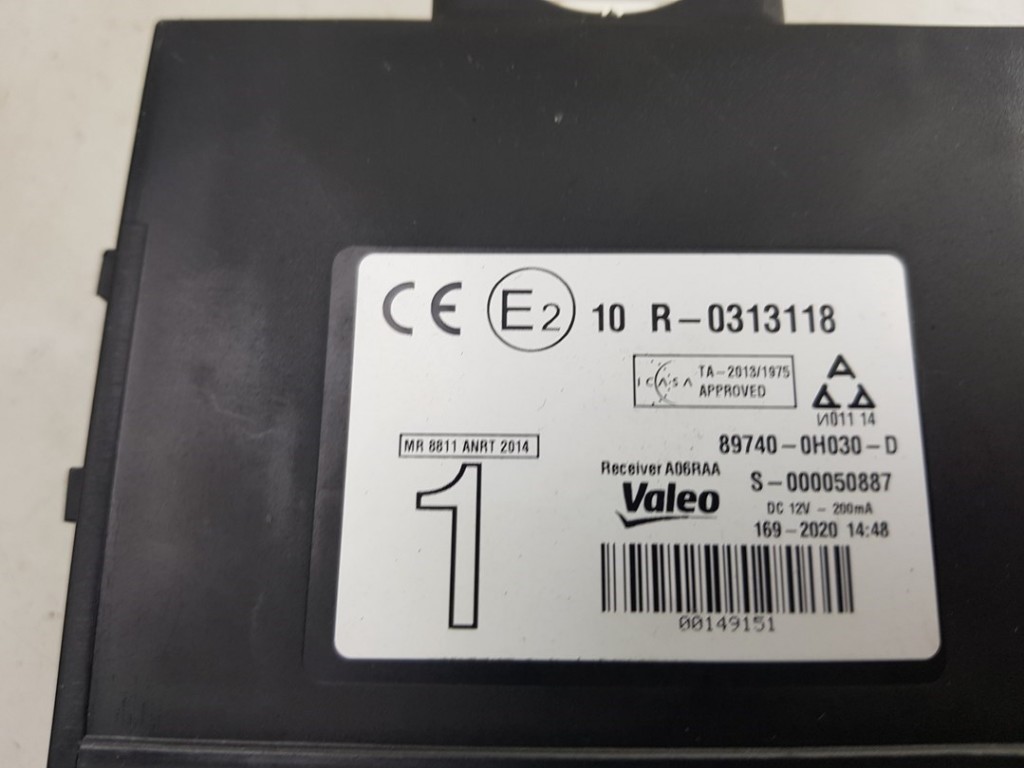 CE E2 10 R-0313118
ICASA TA-2013/1975
APPROVED
И011 14
MR 8811 ANRT 2014
89740-0H030-D
Receiver A06RAA
S-000050887
Valeo
DC 12V - 200mA
169-2020 14:48
1
00149151